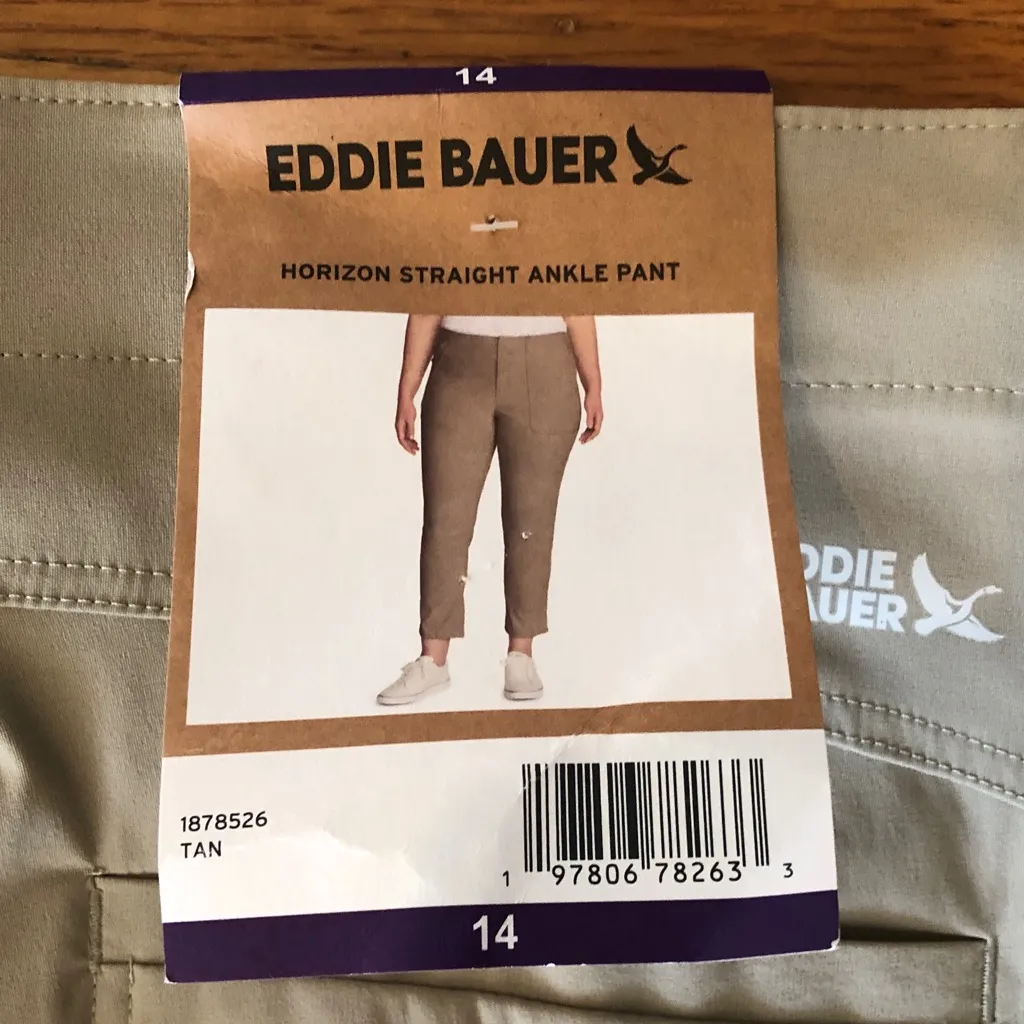 14
EDDIE BAUER
HORIZON STRAIGHT ANKLE PANT
EDDIE
BAUER
1878526
TAN
1 97806 78263 3
14